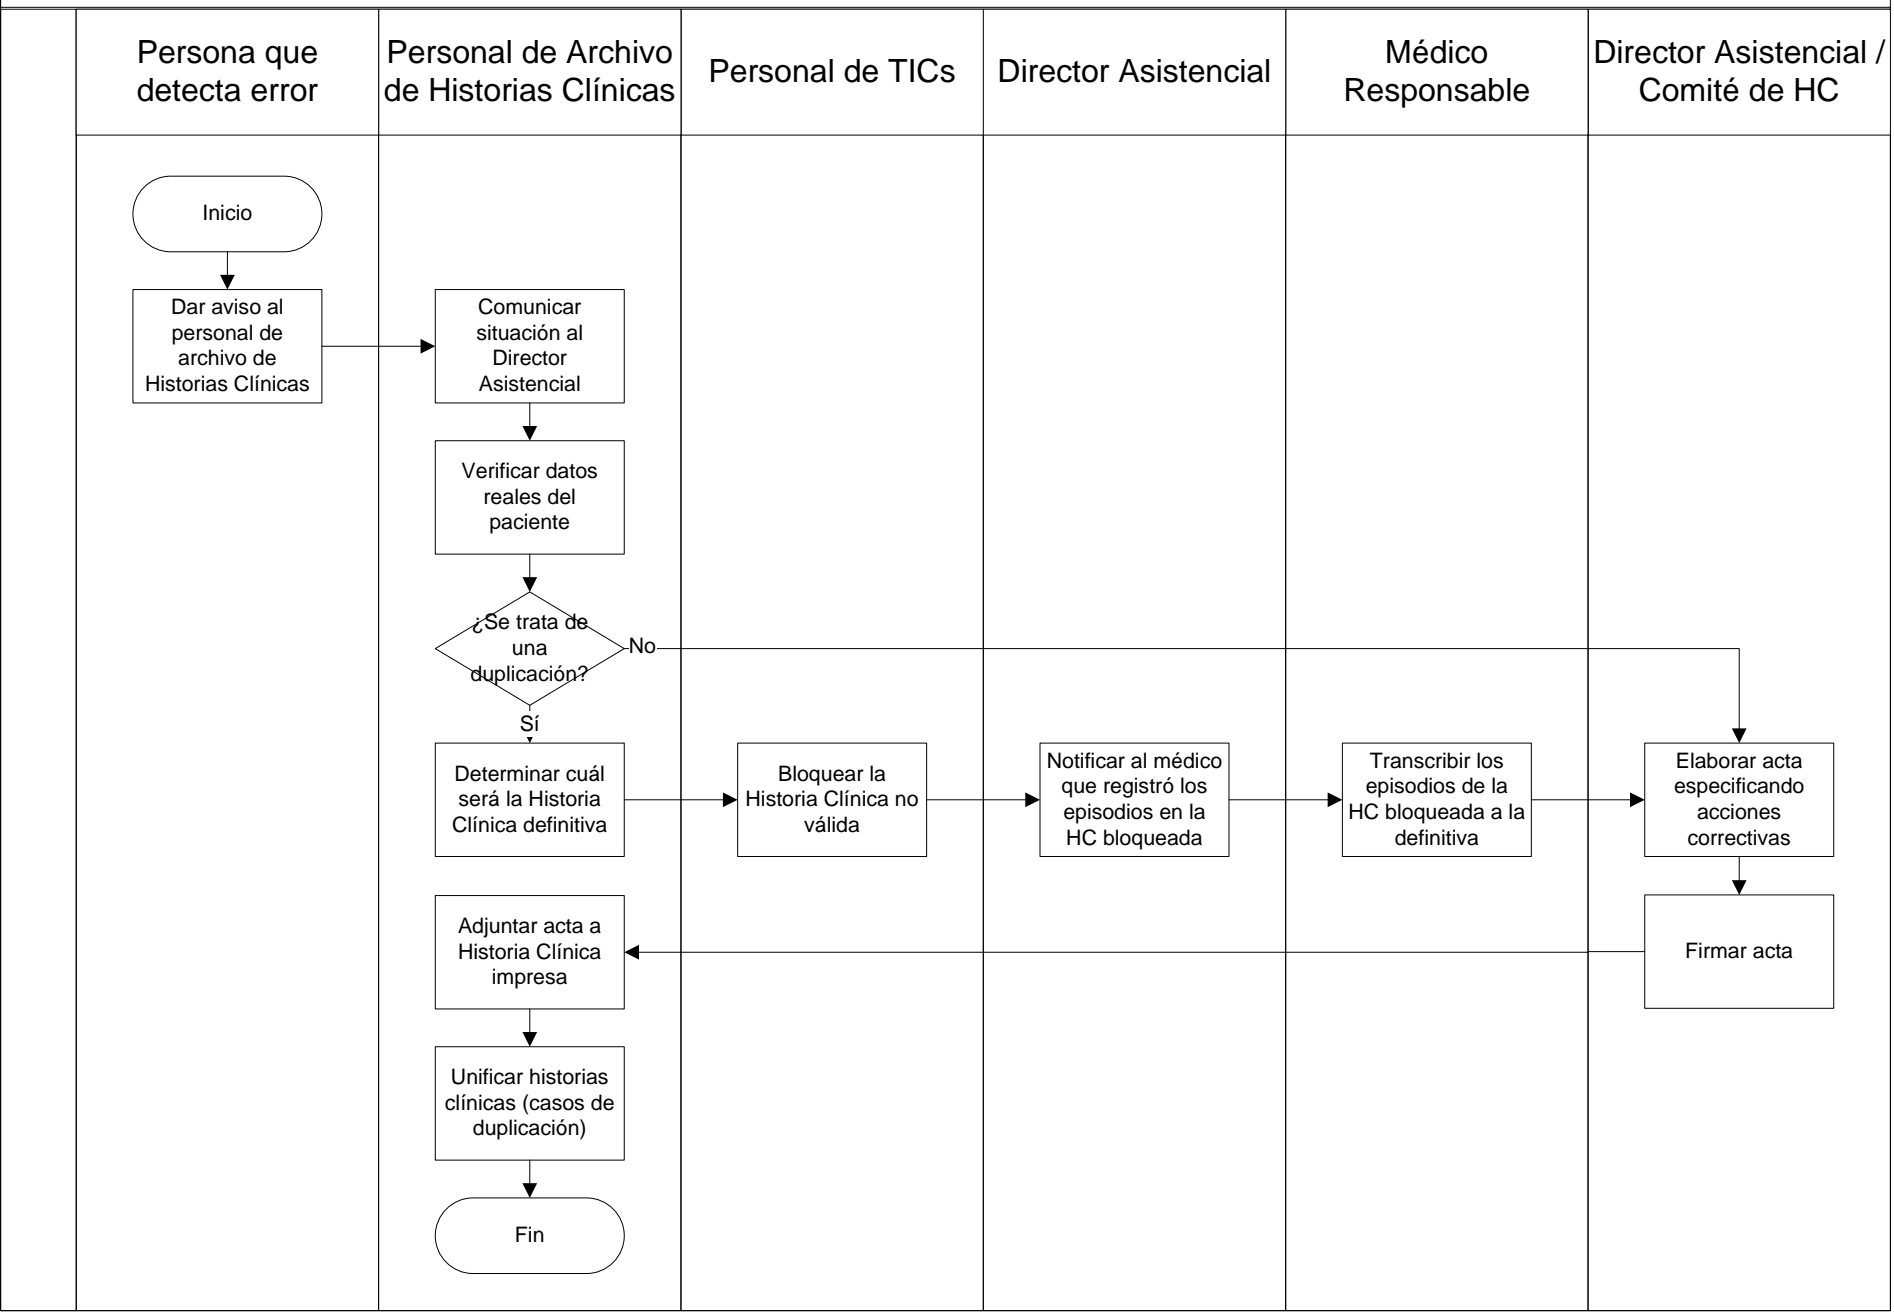 Persona que
detecta error
Personal de Archivo
de Historias Clínicas
Personal de TICs
Director Asistencial
Médico
Responsable
Director Asistencial /
Comité de HC
Inicio
Dar aviso al
personal de
archivo de
Historias Clínicas
Comunicar
situación al
Director
Asistencial
Verificar datos
reales del
paciente
¿Se trata de
una
duplicación?
No
Sí
Determinar cuál
será la Historia
Clínica definitiva
Bloquear la
Historia Clínica no
válida
Notificar al médico
que registró los
episodios en la
HC bloqueada
Transcribir los
episodios de la
HC bloqueada a la
definitiva
Elaborar acta
especificando
acciones
correctivas
Adjuntar acta a
Historia Clínica
impresa
Firmar acta
Unificar historias
clínicas (casos de
duplicación)
Fin